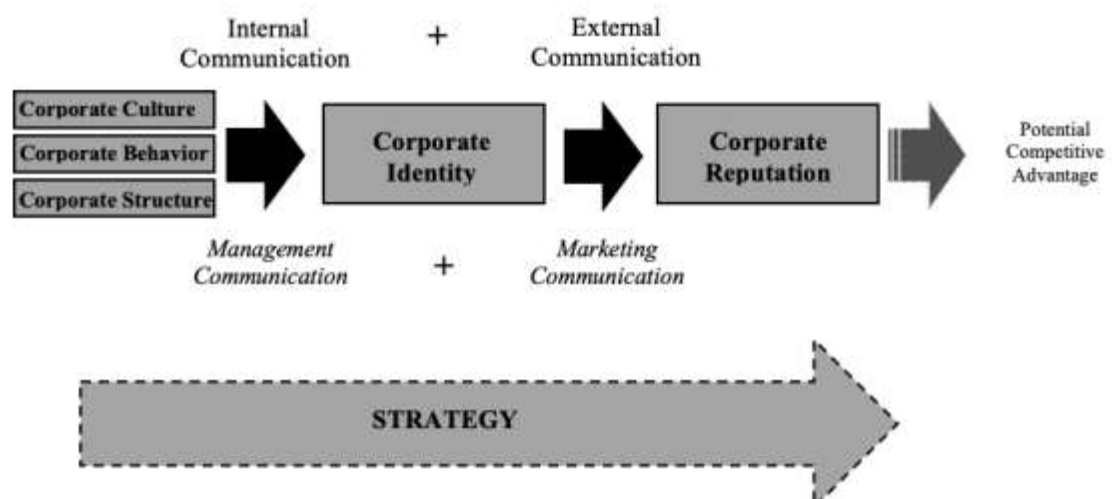 Internal
Communication
+
External
Communication
Corporate Culture
Corporate Behavior
Corporate Structure
Corporate
Identity
Corporate
Reputation
Potential
Competitive
Advantage
Management
Communication
+
Marketing
Communication
STRATEGY